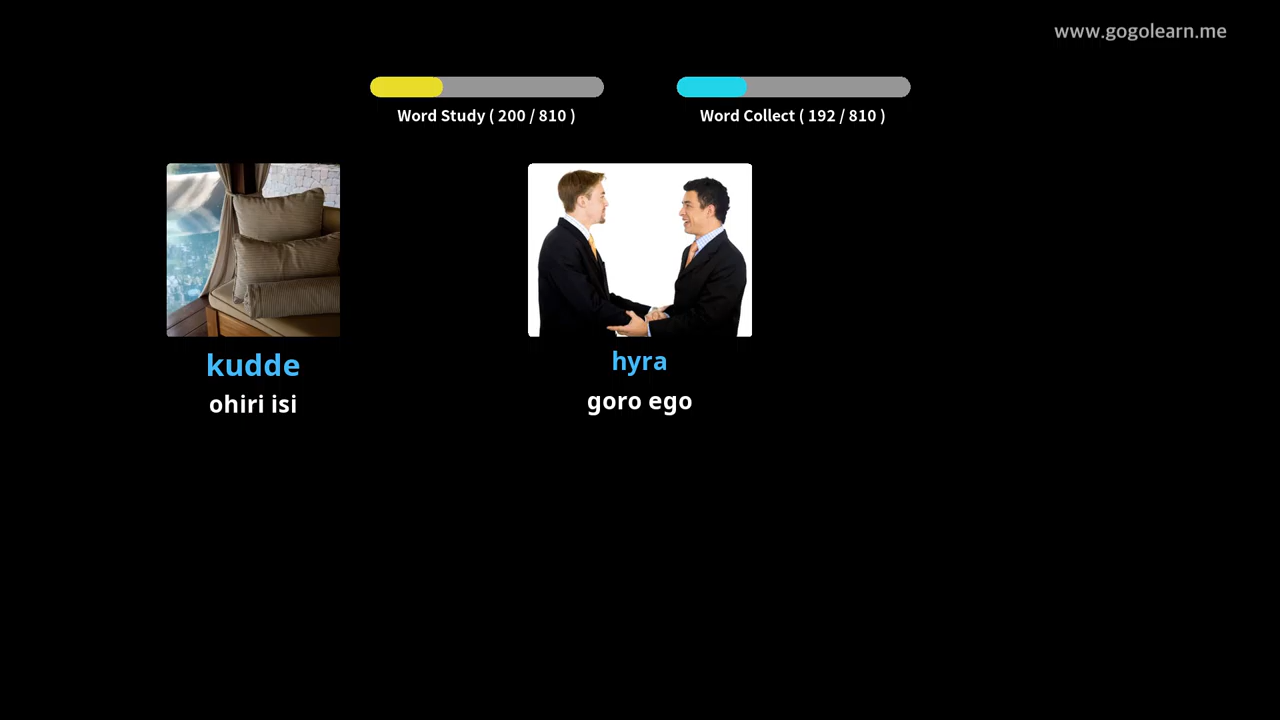 www.gogolearn.me
Word Study ( 200 / 810 )
Word Collect ( 192 / 810 )
kudde
ohiri isi
hyra
goro ego